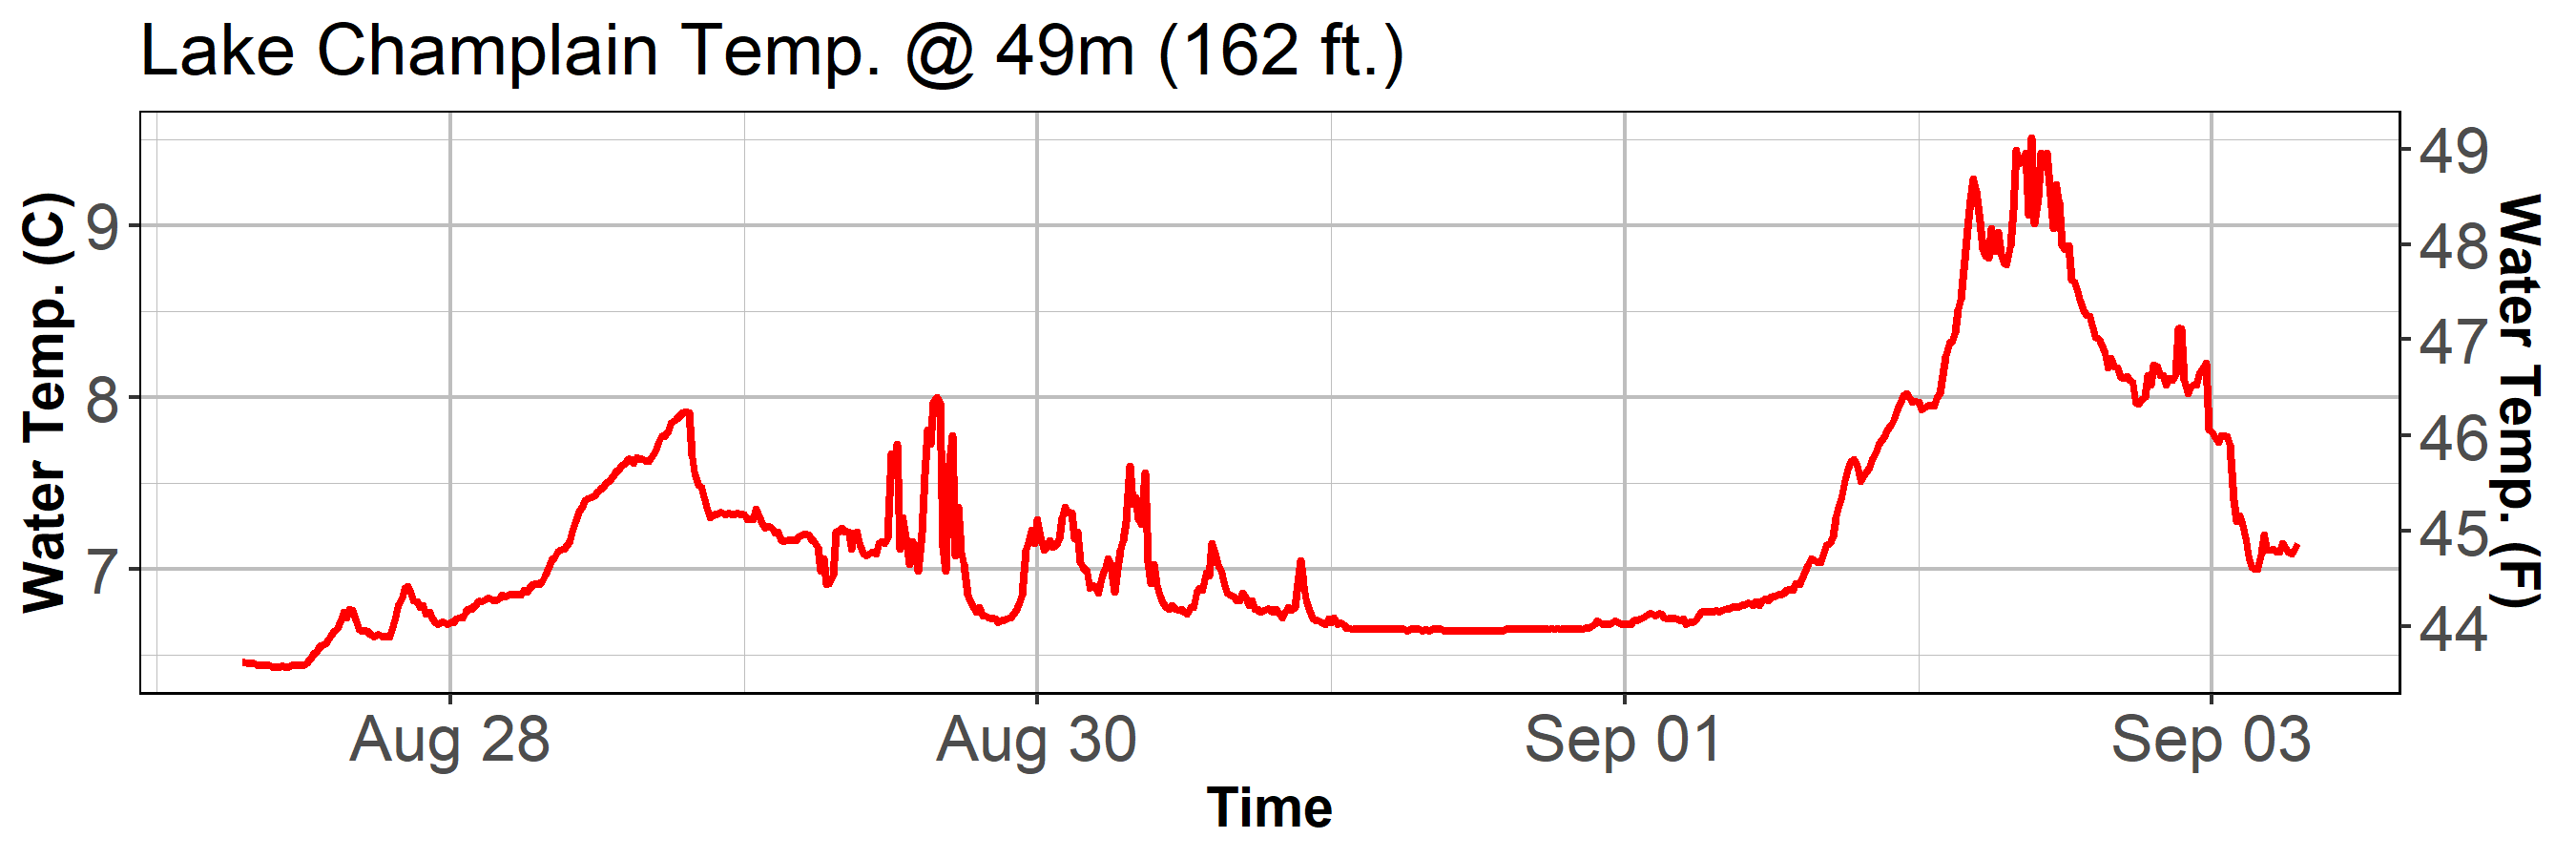 Lake Champlain Temp. @ 49m (162 ft.)
Water Temp. (C)
9
8
7
49
48
47
46
45
44
Water Temp. (F)
Aug 28 Aug 30 Sep 01 Sep 03
Time